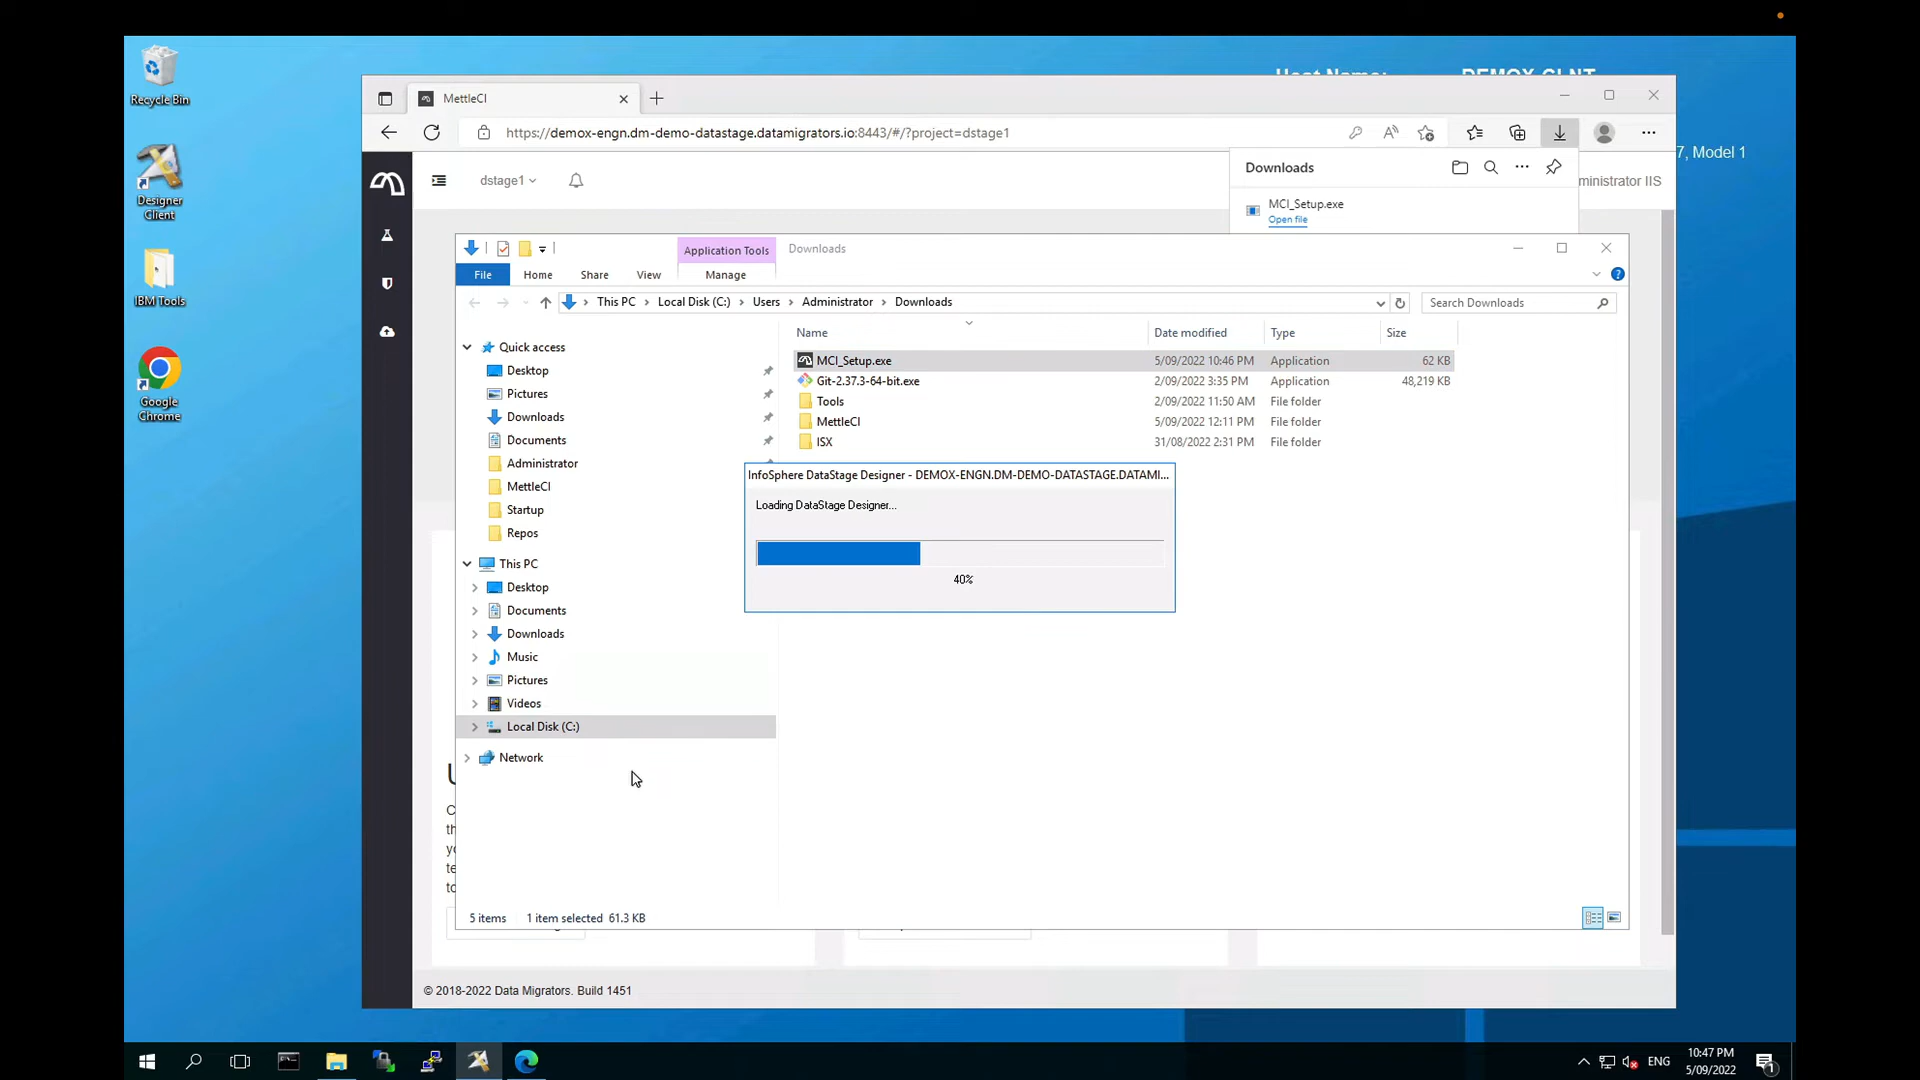 Recycle Bin
Designer
Client
IBM Tools
Google
Chrome
Host Name:
DEMOX-CLNT
7, Model 1
MettleCI
https://demox-engn.dm-demo-datastage.datamigrators.io:8443/#/?project=dstage1
dstage1
ministrator IIS
Downloads
MCI_Setup.exe
Open file
Application Tools
Downloads
File
Home
Share
View
Manage
This PC
Local Disk (C:)
Users
Administrator
Downloads
Search Downloads
Name
Date modified
Type
Size
MCI_Setup.exe
5/09/2022 10:46 PM
Application
62 KB
Git-2.37.3-64-bit.exe
2/09/2022 3:35 PM
Application
48,219 KB
Tools
2/09/2022 11:50 AM
File folder
MettleCI
5/09/2022 12:11 PM
File folder
ISX
31/08/2022 2:31 PM
File folder
Quick access
Desktop
Pictures
Downloads
Documents
Administrator
MettleCI
Startup
Repos
This PC
Desktop
Documents
Downloads
Music
Pictures
Videos
Local Disk (C:)
Network
InfoSphere DataStage Designer - DEMOX-ENGN.DM-DEMO-DATASTAGE.DATAMI...
Loading DataStage Designer...
40%
5 items
1 item selected 61.3 KB
© 2018-2022 Data Migrators. Build 1451
ENG
10:47 PM
5/09/2022
1